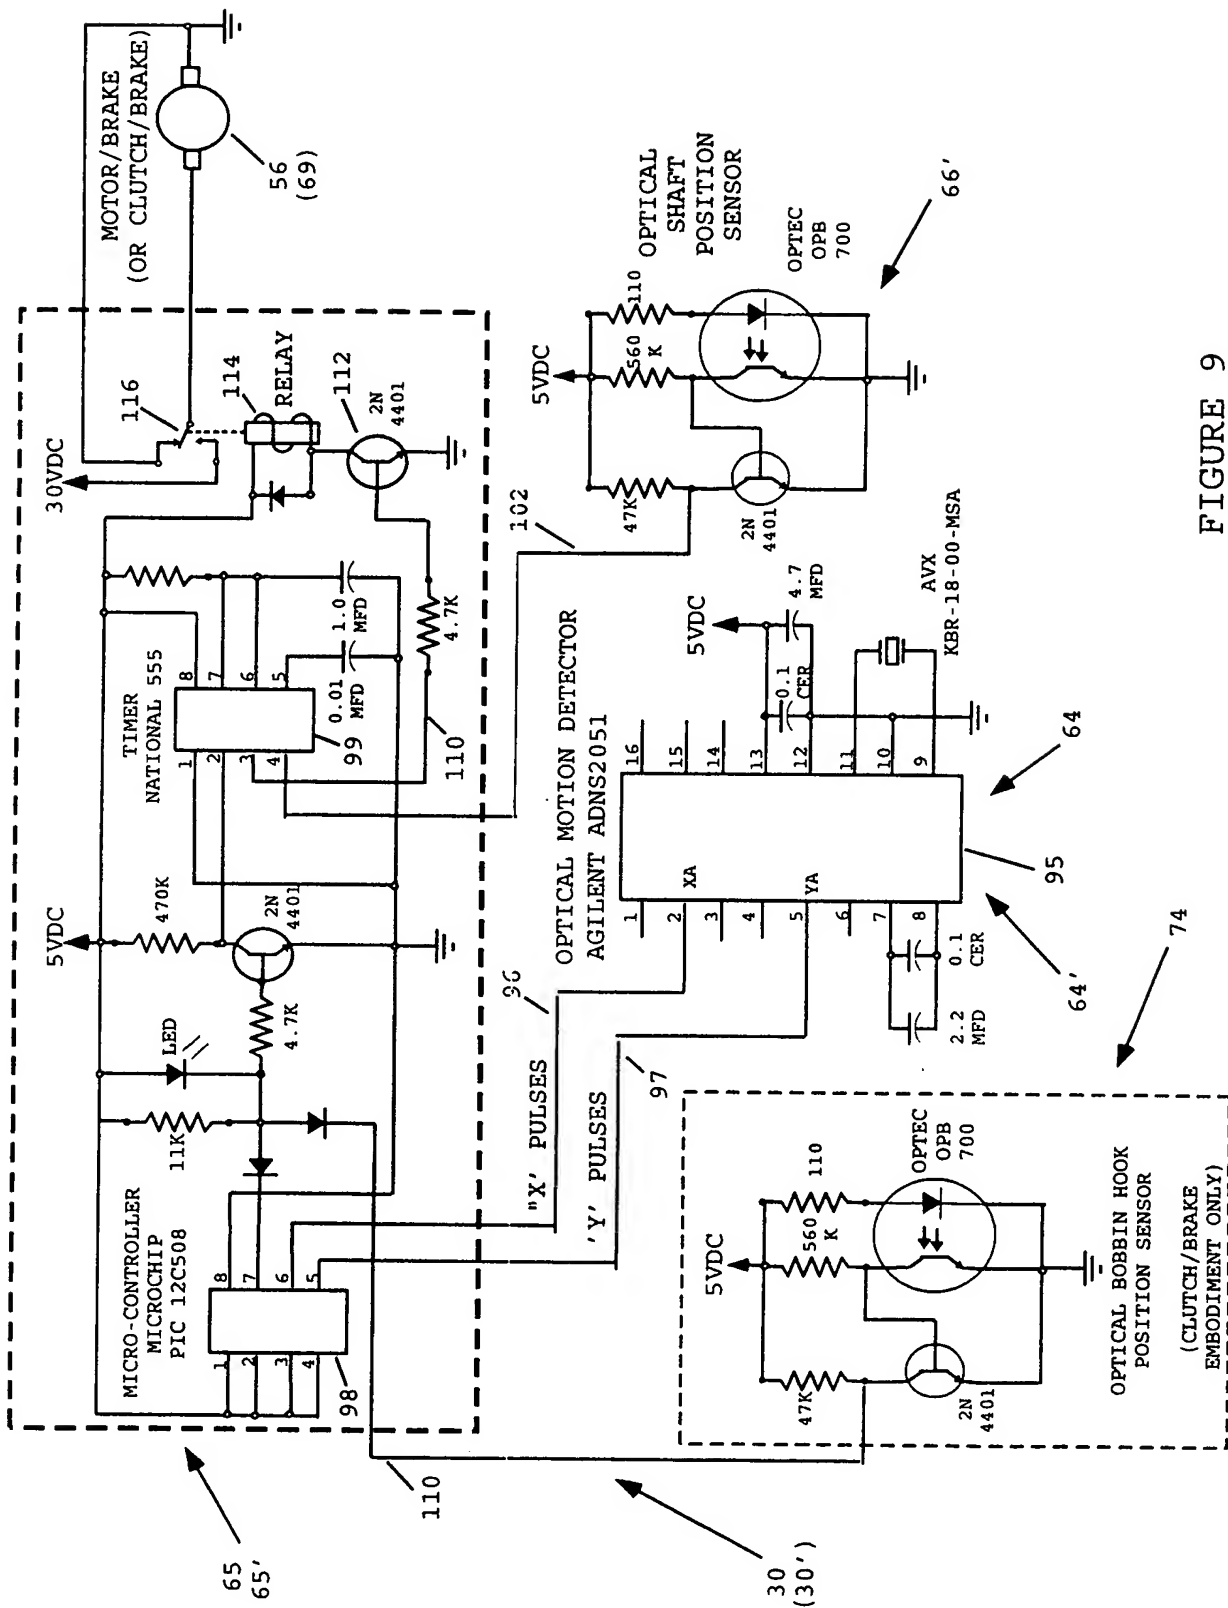 MOTOR/BRAKE
(OR CLUTCH/BRAKE)
56
(69)
30VDC
116
114
RELAY
112
2N
4401
TIMER
NATIONAL 555
1
2
3
4
8
7
6
5
99
0.01
MFD
1.0
MFD
4.7K
110
5VDC
470K
2N
4401
4.7K
LED
11K
MICRO-CONTROLLER
MICROCHIP
PIC 12C508
1
2
3
4
8
7
6
5
98
65
65'
110
30
(30')
"X' PULSES
'Y' PULSES
96
97
102
OPTICAL
SHAFT
POSITION
SENSOR
5VDC
47K
560
K
110
2N
4401
OPTEC
OPB
700
66'
OPTICAL MOTION DETECTOR
AGILENT ADNS2051
1
2
3
4
5
6
7
8
XA
YA
16
15
14
13
12
11
10
9
5VDC
0.1
CER
4.7
MFD
AVX
KBR-18-00-MSA
2.2
MFD
0.1
CER
64
95
64'
74
5VDC
47K
560
K
110
2N
4401
OPTEC
OPB
700
OPTICAL BOBBIN HOOK
POSITION SENSOR
(CLUTCH/BRAKE
EMBODIMENT ONLY)
FIGURE 9